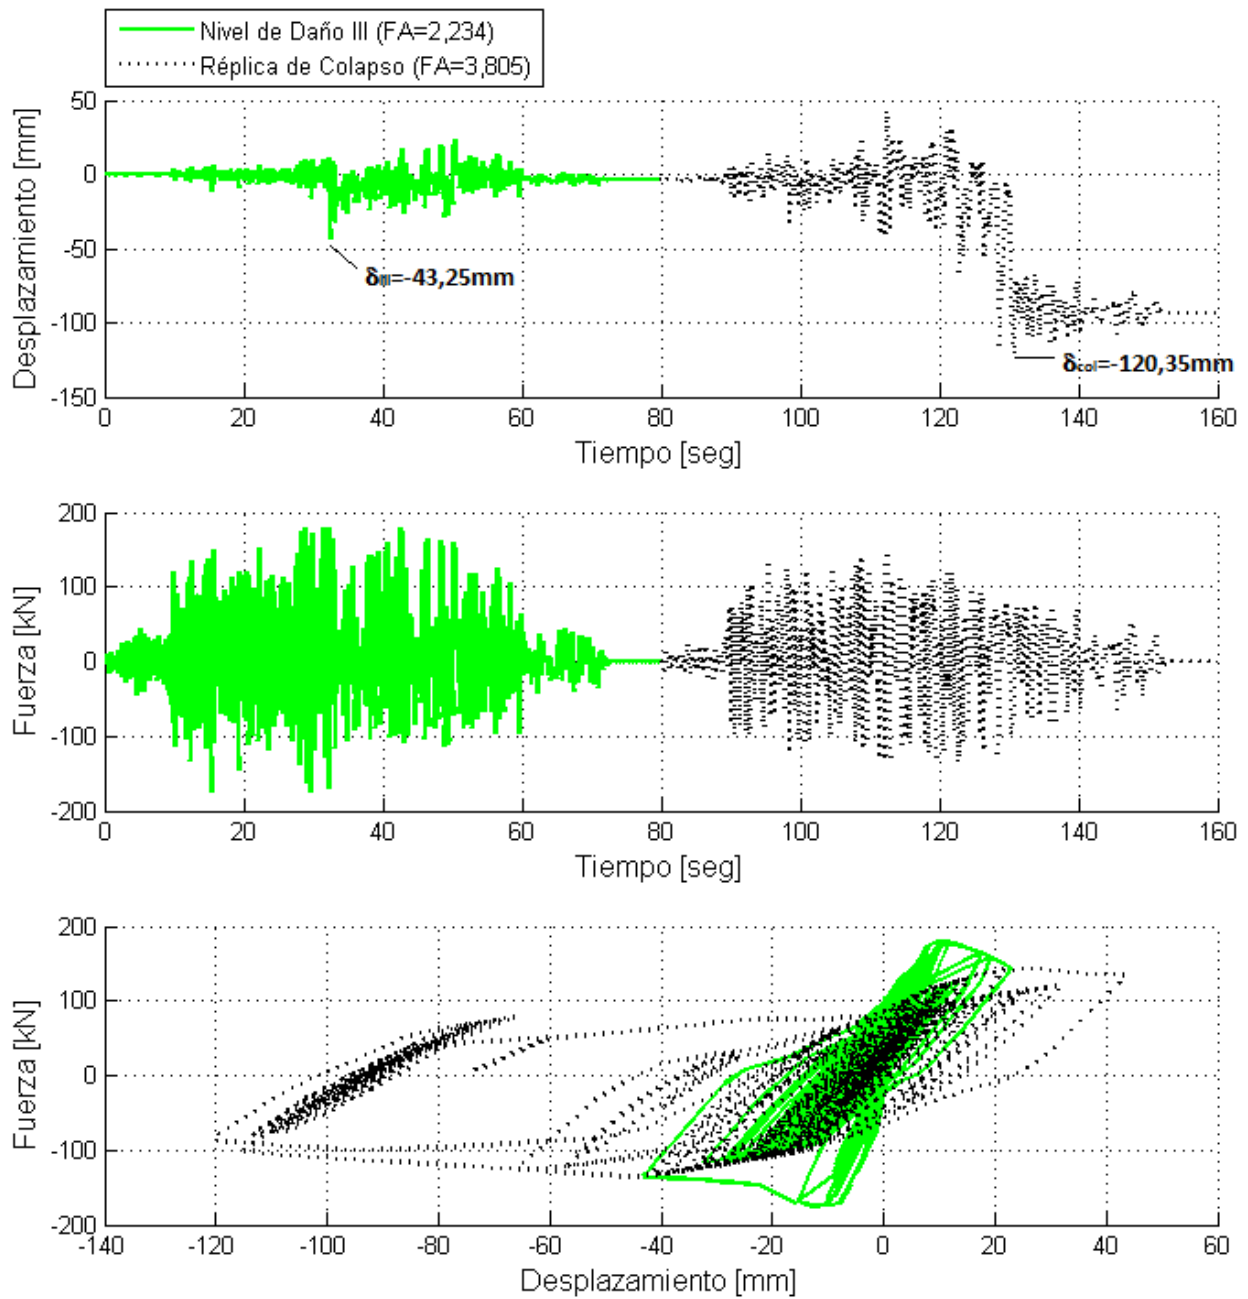 Nivel de Daño III (FA=2,234)
Réplica de Colapso (FA=3,805)
Desplazamiento [mm]
50
0
-50
-100
-150
δIII=-43,25mm
δcol=-120,35mm
0 20 40 60 80 100 120 140 160
Tiempo [seg]
Fuerza [kN]
200
100
0
-100
-200
0 20 40 60 80 100 120 140 160
Tiempo [seg]
Fuerza [kN]
200
100
0
-100
-200
-140 -120 -100 -80 -60 -40 -20 0 20 40 60
Desplazamiento [mm]